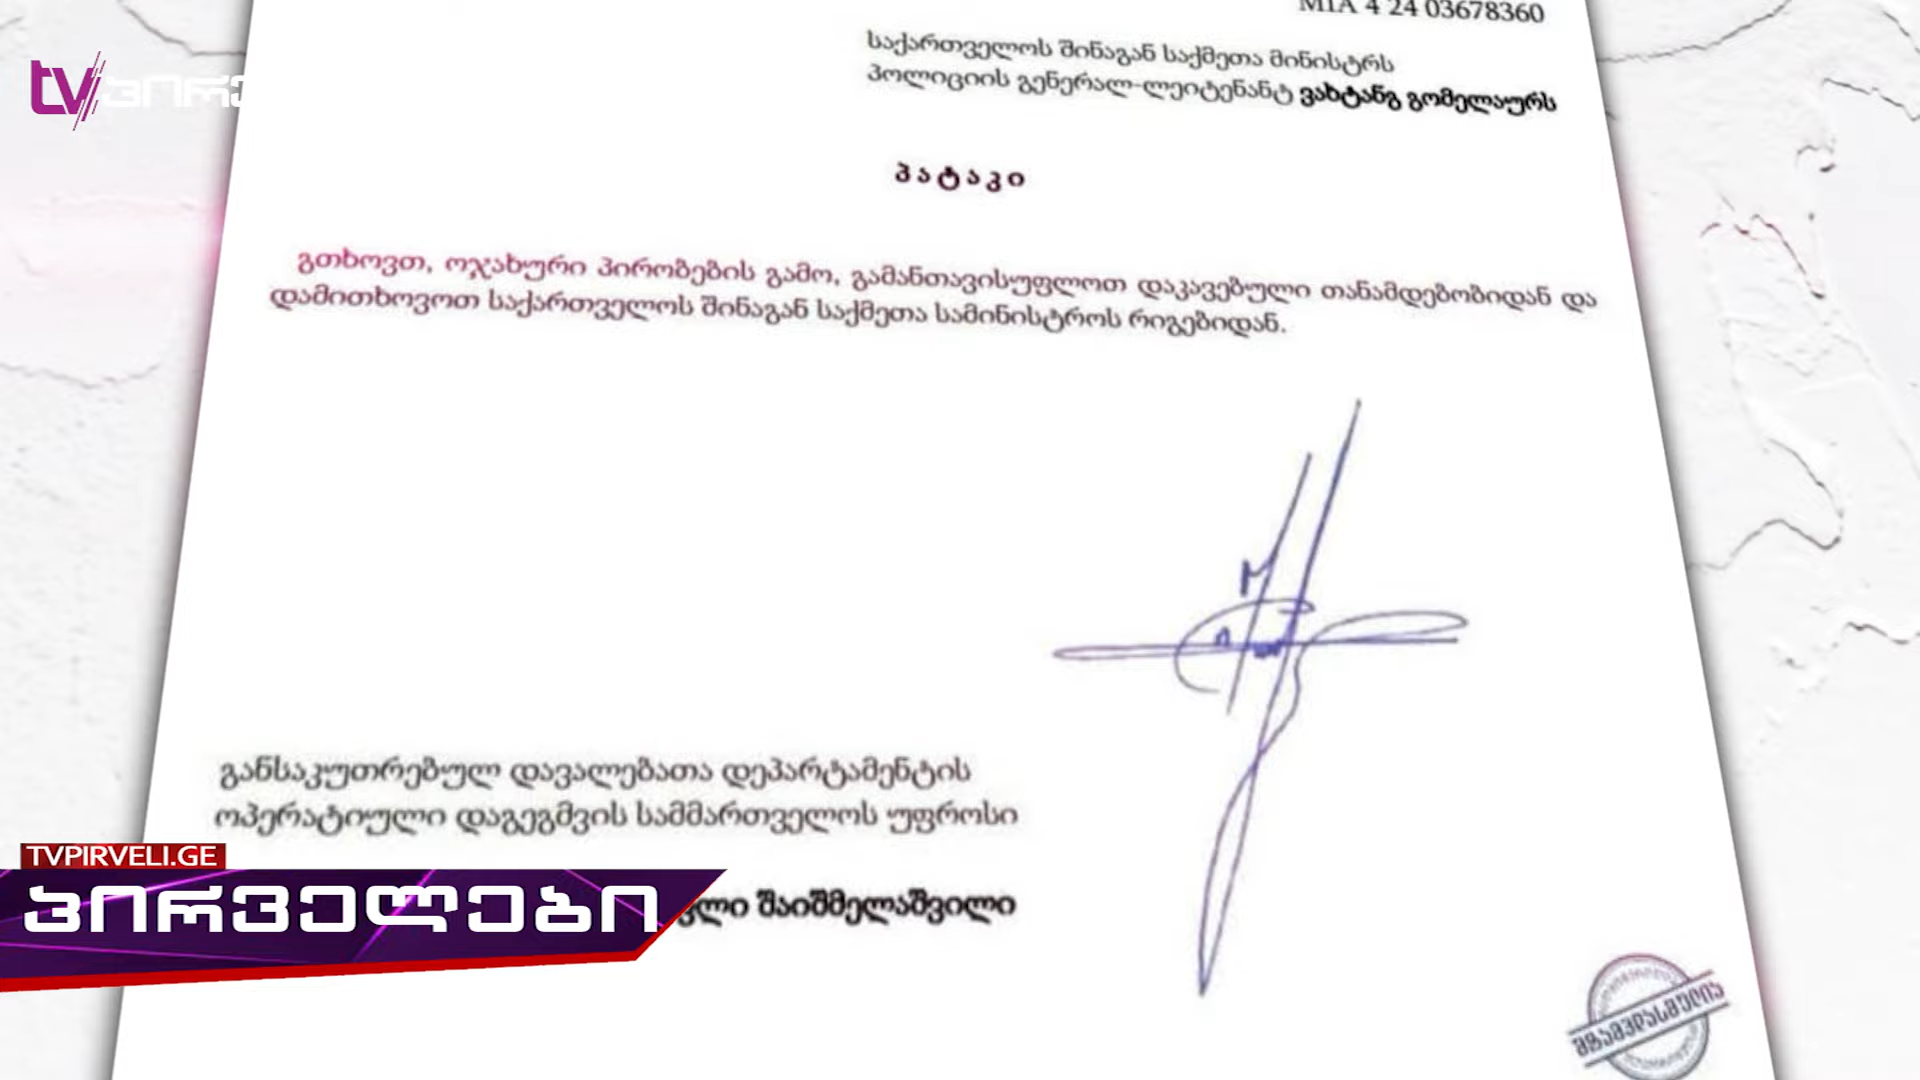 MIA 4 24 03678360
საქართველოს შინაგან საქმეთა მინისტრს
პოლიციის გენერალ-ლეიტენანტ ვახტანგ გომელაურს
tv პირვე
პატაკი
გთხოვთ, ოჯახური პირობების გამო, გამანთავისუფლოთ დაკავებული თანამდებობიდან და
დამითხოვოთ საქართველოს შინაგან საქმეთა სამინისტროს რიგებიდან.
განსაკუთრებულ დავალებათა დეპარტამენტის
ოპერატიული დაგეგმვის სამმართველოს უფროსი
TVPIRVELI.GE
პირველები
შაიშმელაშვილი